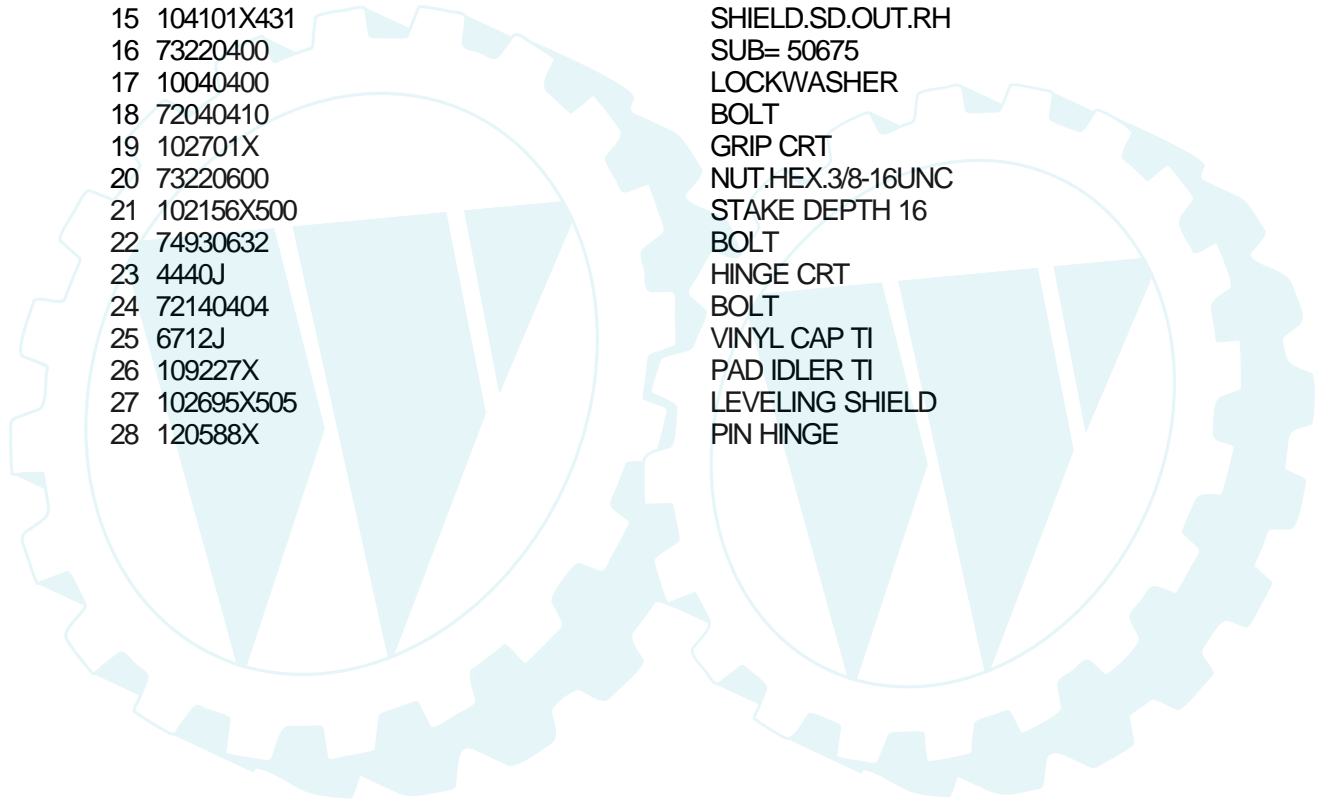 15 104101X431 SHIELD.SD.OUT.RH
16 73220400 SUB= 50675
17 10040400 LOCKWASHER
18 72040410 BOLT
19 102701X GRIP CRT
20 73220600 NUT.HEX.3/8-16UNC
21 102156X500 STAKE DEPTH 16
22 74930632 BOLT
23 4440J HINGE CRT
24 72140404 BOLT
25 6712J VINYL CAP TI
26 109227X PAD IDLER TI
27 102695X505 LEVELING SHIELD
28 120588X PIN HINGE